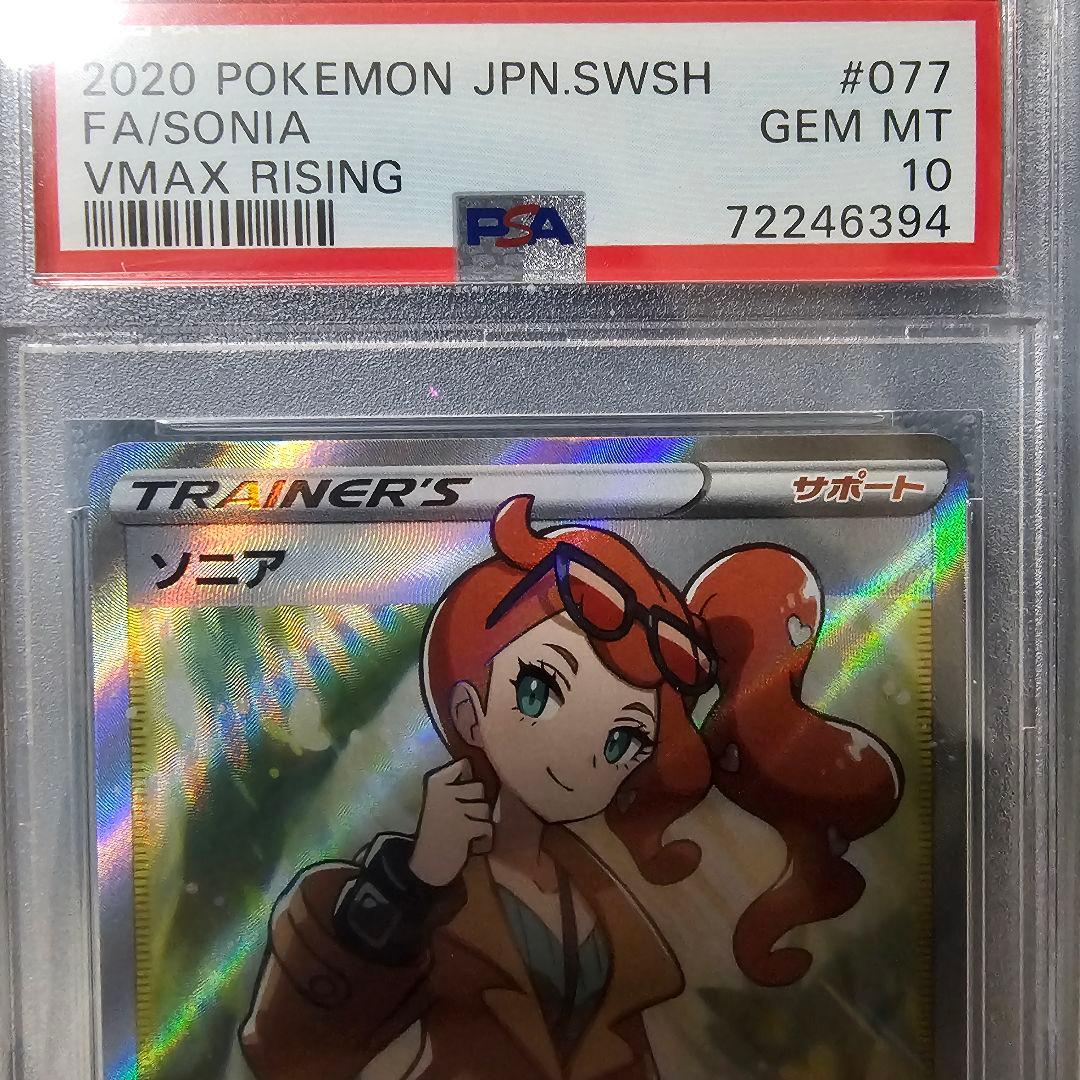 2020 POKEMON JPN.SWSH #077
FA/SONIA GEM MT
VMAX RISING 10
PSA 72246394
TRAINER'S サポート
ソニア